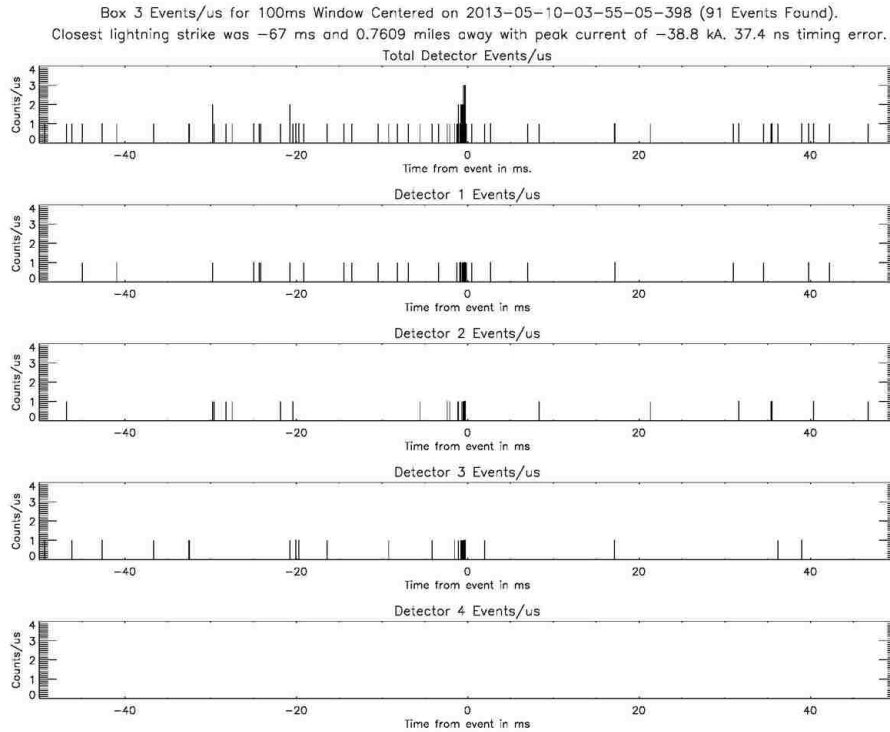 Box 3 Events/us for 100ms Window Centered on 2013-05-10-03-55-05-398 (91 Events Found).
Closest lightning strike was -67 ms and 0.7609 miles away with peak current of -38.8 kA. 37.4 ns timing error.
Total Detector Events/us
Counts/us
4
3
2
1
0
-40 -20 0 20 40
Time from event in ms.
Detector 1 Events/us
Counts/us
4
3
2
1
0
-40 -20 0 20 40
Time from event in ms
Detector 2 Events/us
Counts/us
4
3
2
1
0
-40 -20 0 20 40
Time from event in ms
Detector 3 Events/us
Counts/us
4
3
2
1
0
-40 -20 0 20 40
Time from event in ms
Detector 4 Events/us
Counts/us
4
3
2
1
0
-40 -20 0 20 40
Time from event in ms